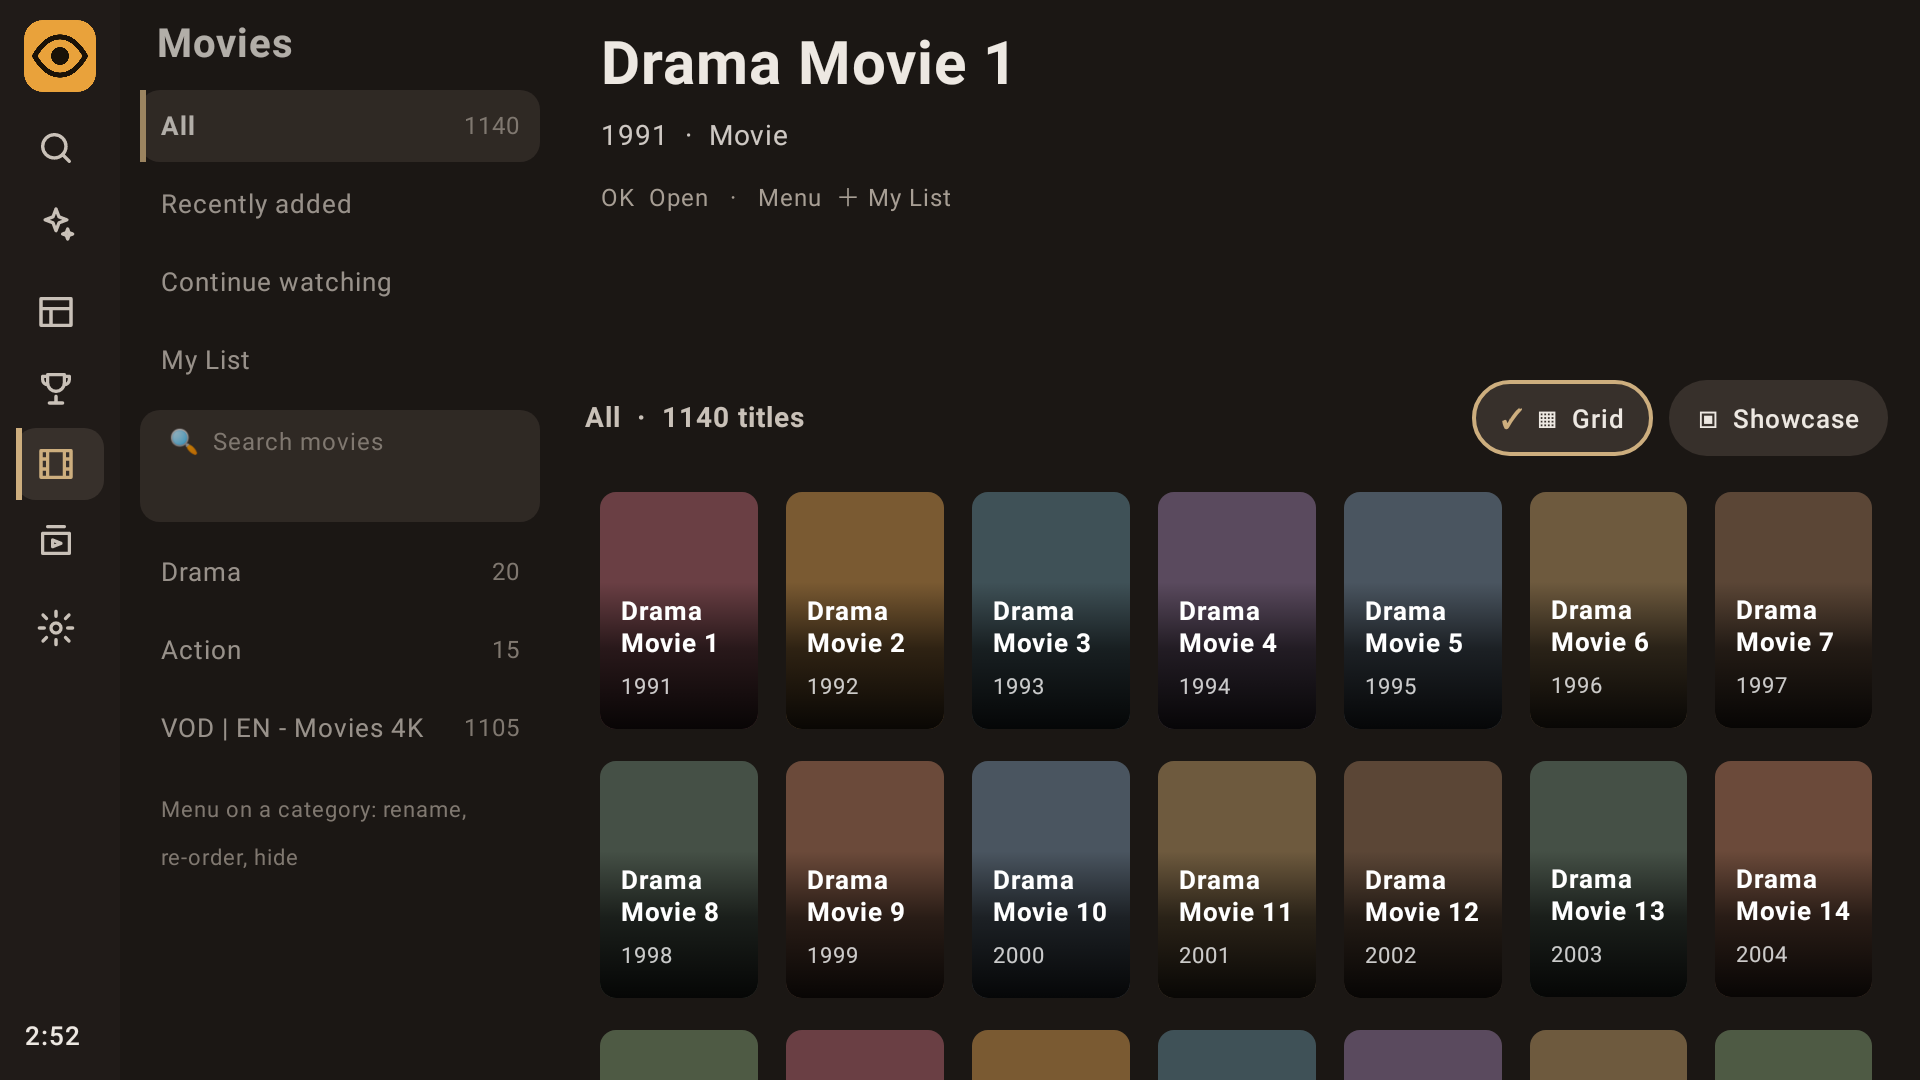 Movies
All 1140
Recently added
Continue watching
My List
🔍 Search movies
Drama 20
Action 15
VOD | EN - Movies 4K 1105
Menu on a category: rename,
re-order, hide
2:52
Drama Movie 1
1991 · Movie
OK Open · Menu + My List
All · 1140 titles
✓ ▦ Grid
▣ Showcase
Drama
Movie 1
1991
Drama
Movie 2
1992
Drama
Movie 3
1993
Drama
Movie 4
1994
Drama
Movie 5
1995
Drama
Movie 6
1996
Drama
Movie 7
1997
Drama
Movie 8
1998
Drama
Movie 9
1999
Drama
Movie 10
2000
Drama
Movie 11
2001
Drama
Movie 12
2002
Drama
Movie 13
2003
Drama
Movie 14
2004